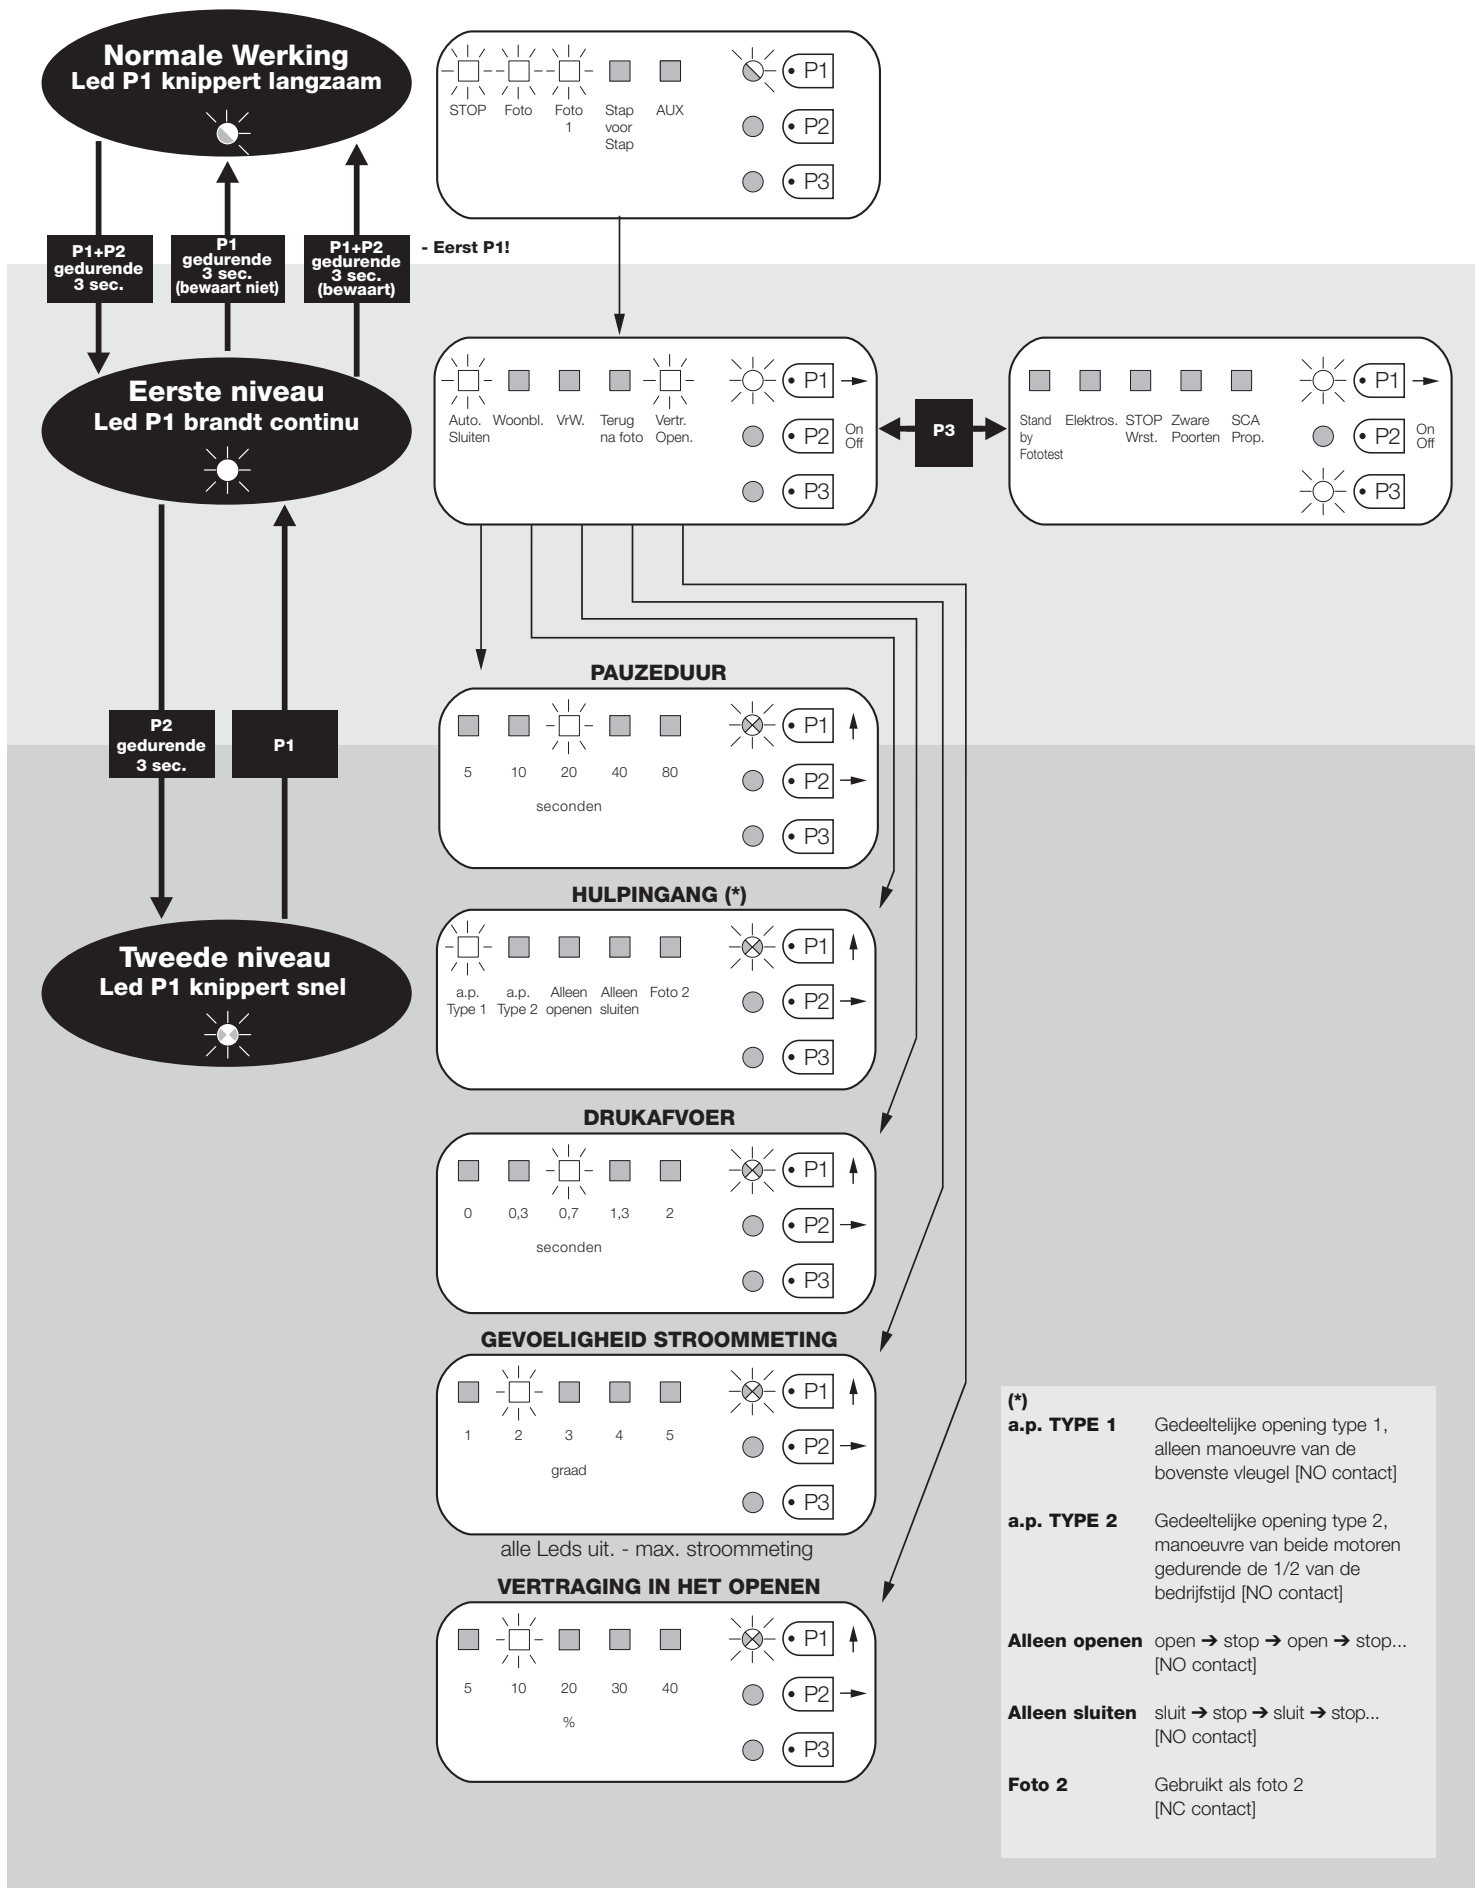 Normale Werking
Led P1 knippert langzaam
STOP Foto Foto 1 Stap voor Stap AUX
P1
P2
P3
P1+P2
gedurende
3 sec.
P1
gedurende
3 sec.
(bewaart niet)
P1+P2
gedurende
3 sec.
(bewaart)
- Eerst P1!
Eerste niveau
Led P1 brandt continu
Auto. Sluiten Woonbl. VrW. Terug na foto Vertr. Open.
P1
P2 On Off
P3
P3
Stand by Fototest Elektros. STOP Wrst. Zware Poorten SCA Prop.
P1
P2 On Off
P3
P2
gedurende
3 sec.
P1
PAUZEDUUR
5 10 20 40 80
seconden
P1
P2
P3
Tweede niveau
Led P1 knippert snel
HULPINGANG (*)
a.p. Type 1 a.p. Type 2 Alleen openen Alleen sluiten Foto 2
P1
P2
P3
DRUKAFVOER
0 0,3 0,7 1,3 2
seconden
P1
P2
P3
GEVOELIGHEID STROOMMETING
1 2 3 4 5
graad
P1
P2
P3
alle Leds uit. - max. stroommeting
VERTRAGING IN HET OPENEN
5 10 20 30 40
%
P1
P2
P3
(*)
a.p. TYPE 1 Gedeeltelijke opening type 1,
alleen manoeuvre van de
bovenste vleugel [NO contact]
a.p. TYPE 2 Gedeeltelijke opening type 2,
manoeuvre van beide motoren
gedurende de 1/2 van de
bedrijfstijd [NO contact]
Alleen openen open ➔ stop ➔ open ➔ stop...
[NO contact]
Alleen sluiten sluit ➔ stop ➔ sluit ➔ stop...
[NO contact]
Foto 2 Gebruikt als foto 2
[NC contact]